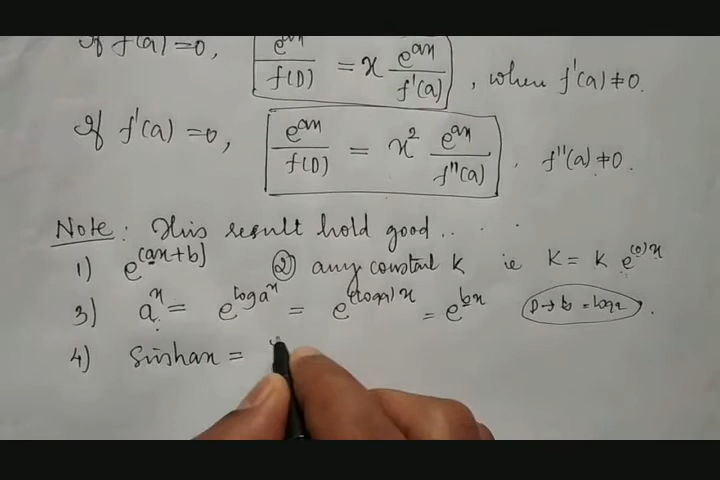 If f(a) = 0, e^{ax}/f(D) = x e^{ax}/f'(a), when f'(a) ≠ 0.
If f'(a) = 0, e^{ax}/f(D) = x^2 e^{ax}/f''(a). f''(a) ≠ 0.
Note: This result hold good....
1) e^{(ax+b)} ② any constant k ie K = K e^{(0)x}
3) a^x = e^{log a^x} = e^{(log a)x} = e^{bx} D → b = log a.
4) Sinhax =